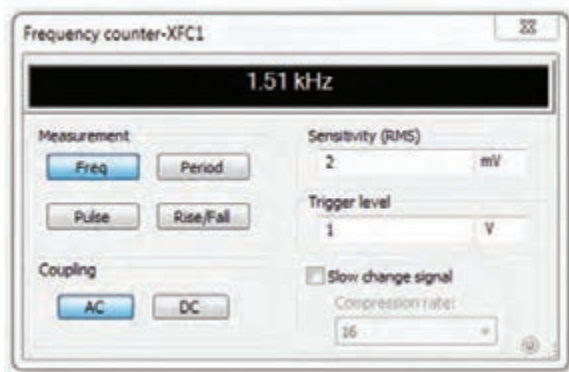 Frequency counter-XFC1
1.51 kHz
Measurement
Freq
Period
Pulse
Rise/Fall
Coupling
AC
DC
Sensitivity (RMS)
2 mV
Trigger level
1 V
Slow change signal
Compression rate:
16